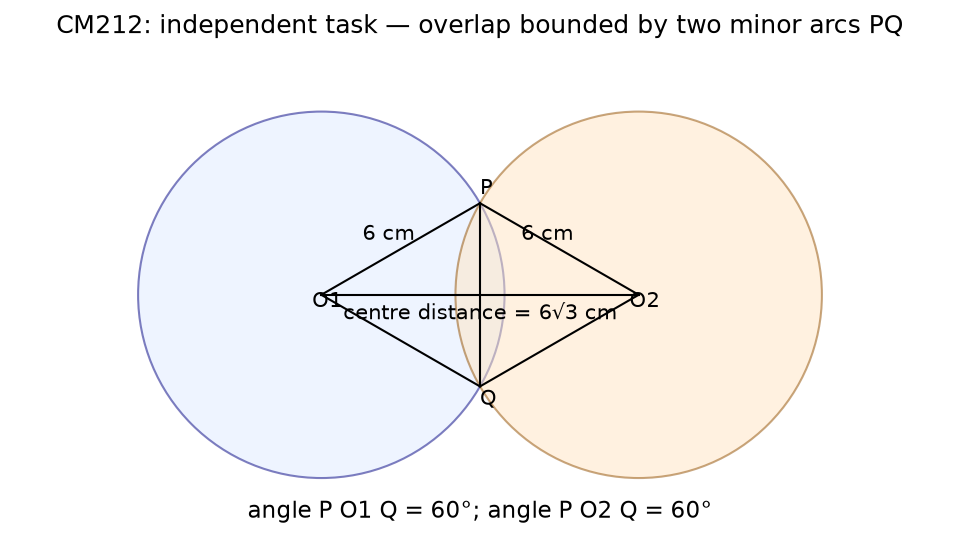 CM212: independent task — overlap bounded by two minor arcs PQ
P
6 cm
6 cm
O1
O2
centre distance = 6√3 cm
Q
angle P O1 Q = 60°; angle P O2 Q = 60°